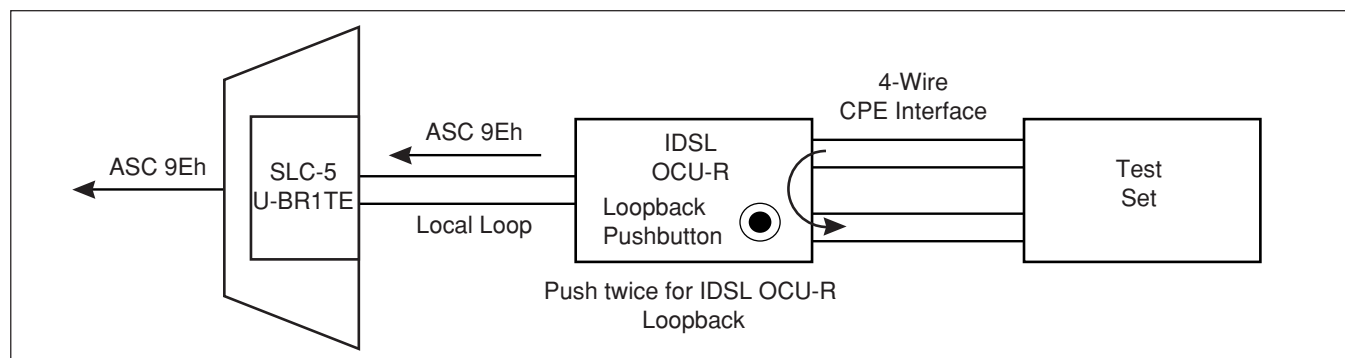 ASC 9Eh
SLC-5
U-BR1TE
ASC 9Eh
Local Loop
IDSL
OCU-R
Loopback
Pushbutton
Push twice for IDSL OCU-R
Loopback
4-Wire
CPE Interface
Test
Set